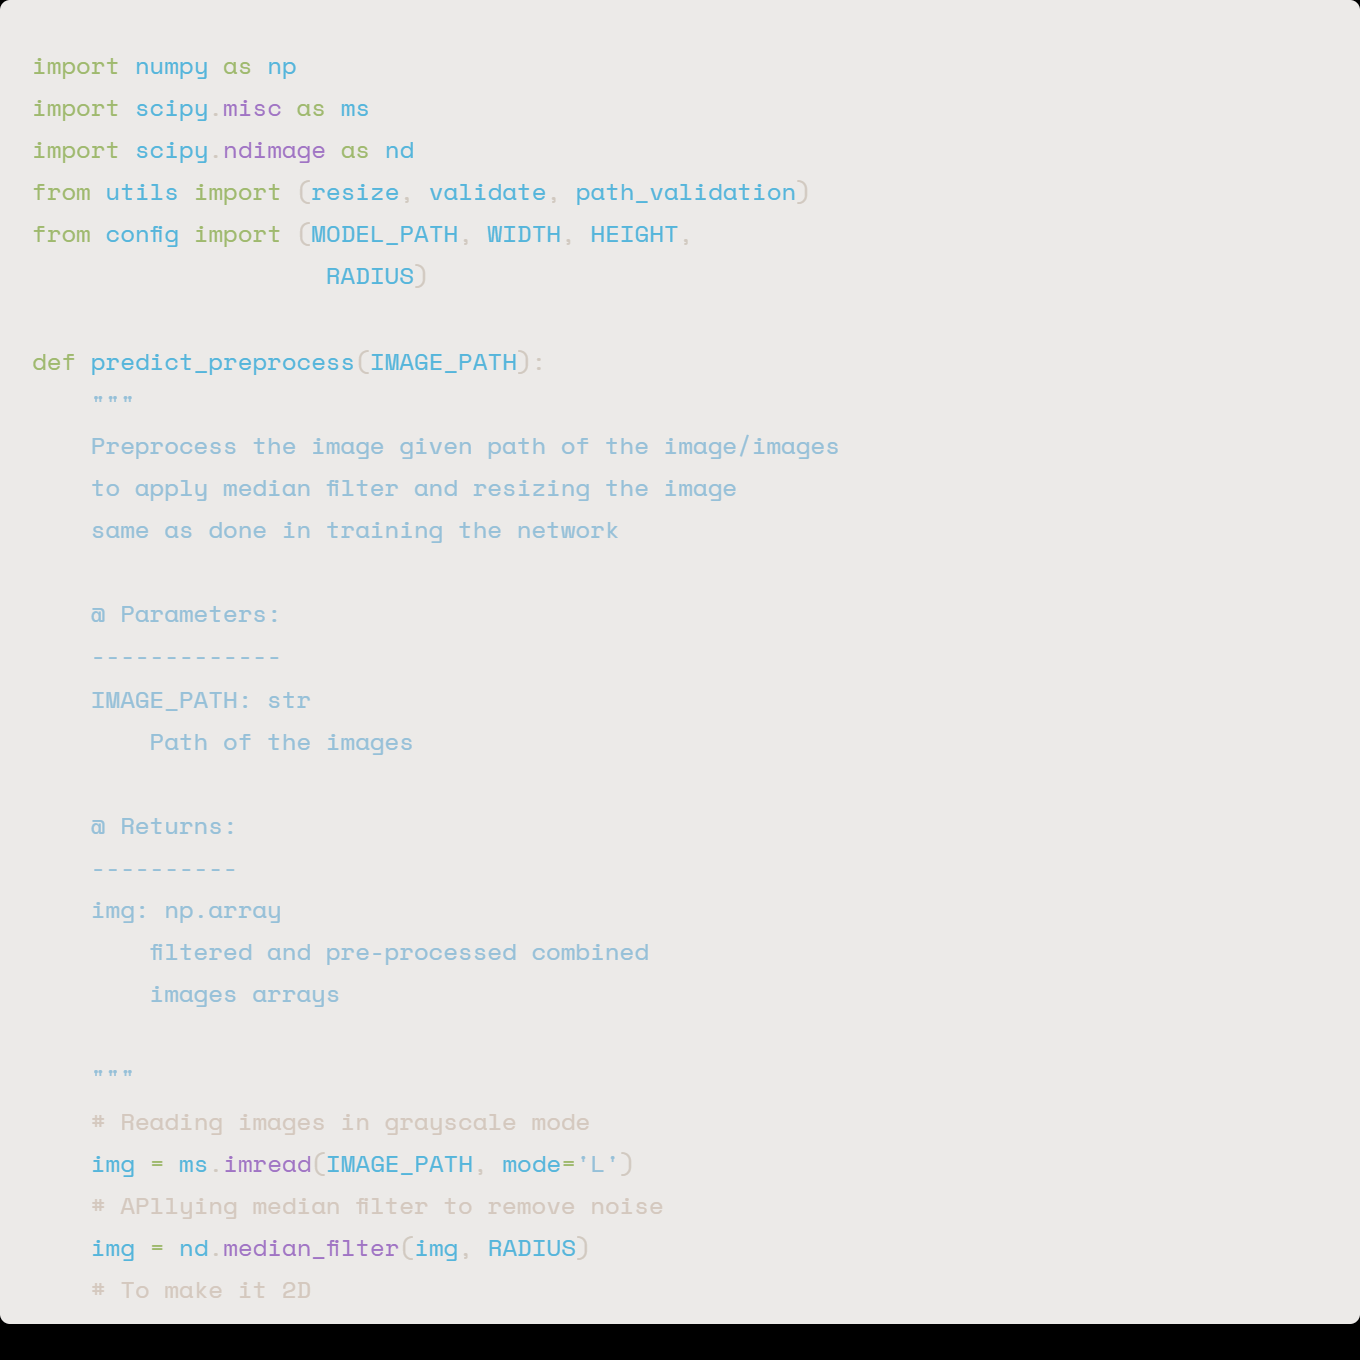 import numpy as np
import scipy.misc as ms
import scipy.ndimage as nd
from utils import (resize, validate, path_validation)
from config import (MODEL_PATH, WIDTH, HEIGHT,
                    RADIUS)

def predict_preprocess(IMAGE_PATH):
    """
    Preprocess the image given path of the image/images
    to apply median filter and resizing the image
    same as done in training the network

    @ Parameters:
    -------------
    IMAGE_PATH: str
        Path of the images

    @ Returns:
    ----------
    img: np.array
        filtered and pre-processed combined
        images arrays

    """
    # Reading images in grayscale mode
    img = ms.imread(IMAGE_PATH, mode='L')
    # APllying median filter to remove noise
    img = nd.median_filter(img, RADIUS)
    # To make it 2D